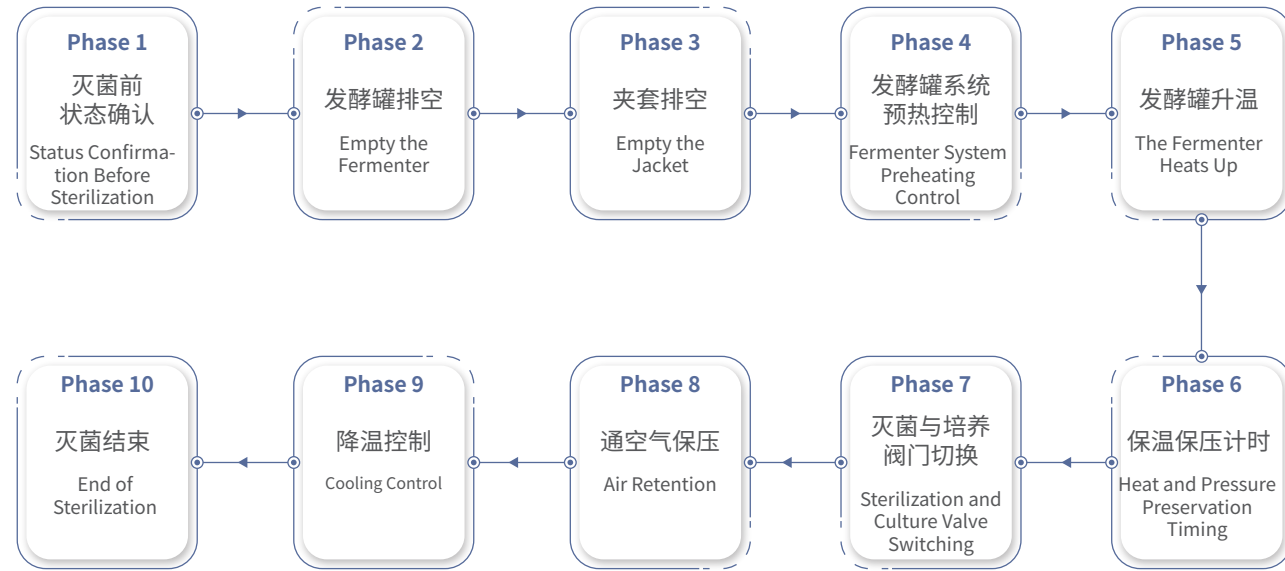 Phase 1
灭菌前
状态确认
Status Confirma-
tion Before
Sterilization
Phase 2
发酵罐排空
Empty the
Fermenter
Phase 3
夹套排空
Empty the
Jacket
Phase 4
发酵罐系统
预热控制
Fermenter System
Preheating
Control
Phase 5
发酵罐升温
The Fermenter
Heats Up
Phase 6
保温保压计时
Heat and Pressure
Preservation
Timing
Phase 7
灭菌与培养
阀门切换
Sterilization and
Culture Valve
Switching
Phase 8
通空气保压
Air Retention
Phase 9
降温控制
Cooling Control
Phase 10
灭菌结束
End of
Sterilization